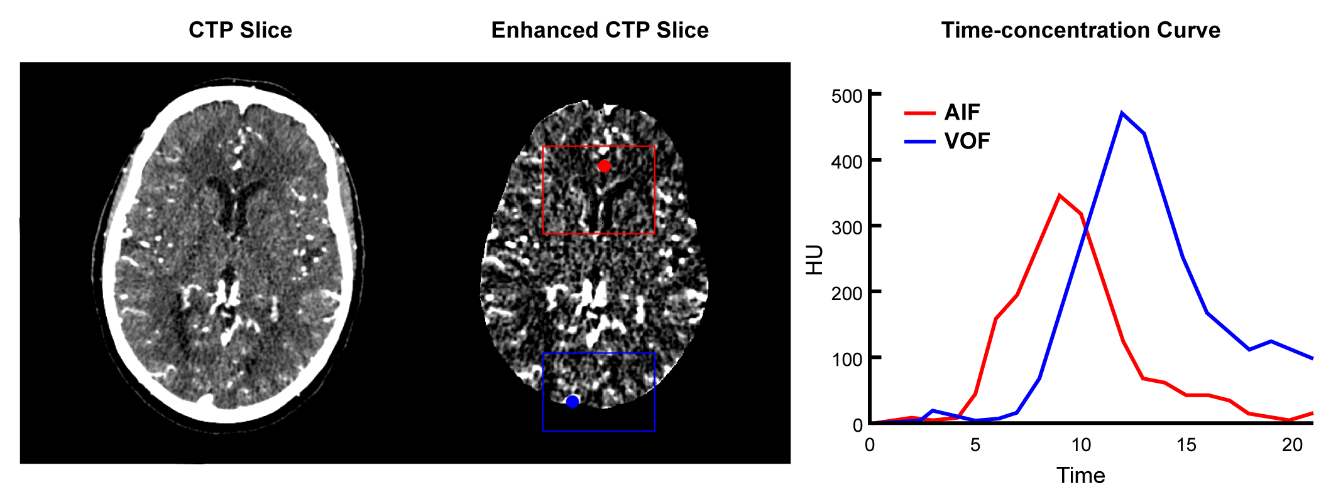 CTP Slice
Enhanced CTP Slice
Time-concentration Curve
AIF
VOF
500
400
300
200
100
0
HU
0 5 10 15 20
Time